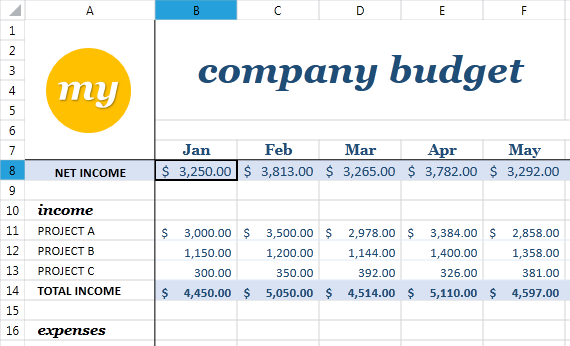 A B C D E F
1
2
3
4
5
6
my
company budget
7 Jan Feb Mar Apr May
8 NET INCOME $ 3,250.00 $ 3,813.00 $ 3,265.00 $ 3,782.00 $ 3,292.00
9
10 income
11 PROJECT A $ 3,000.00 $ 3,500.00 $ 2,978.00 $ 3,384.00 $ 2,858.00
12 PROJECT B 1,150.00 1,200.00 1,144.00 1,400.00 1,358.00
13 PROJECT C 300.00 350.00 392.00 326.00 381.00
14 TOTAL INCOME $ 4,450.00 $ 5,050.00 $ 4,514.00 $ 5,110.00 $ 4,597.00
15
16 expenses